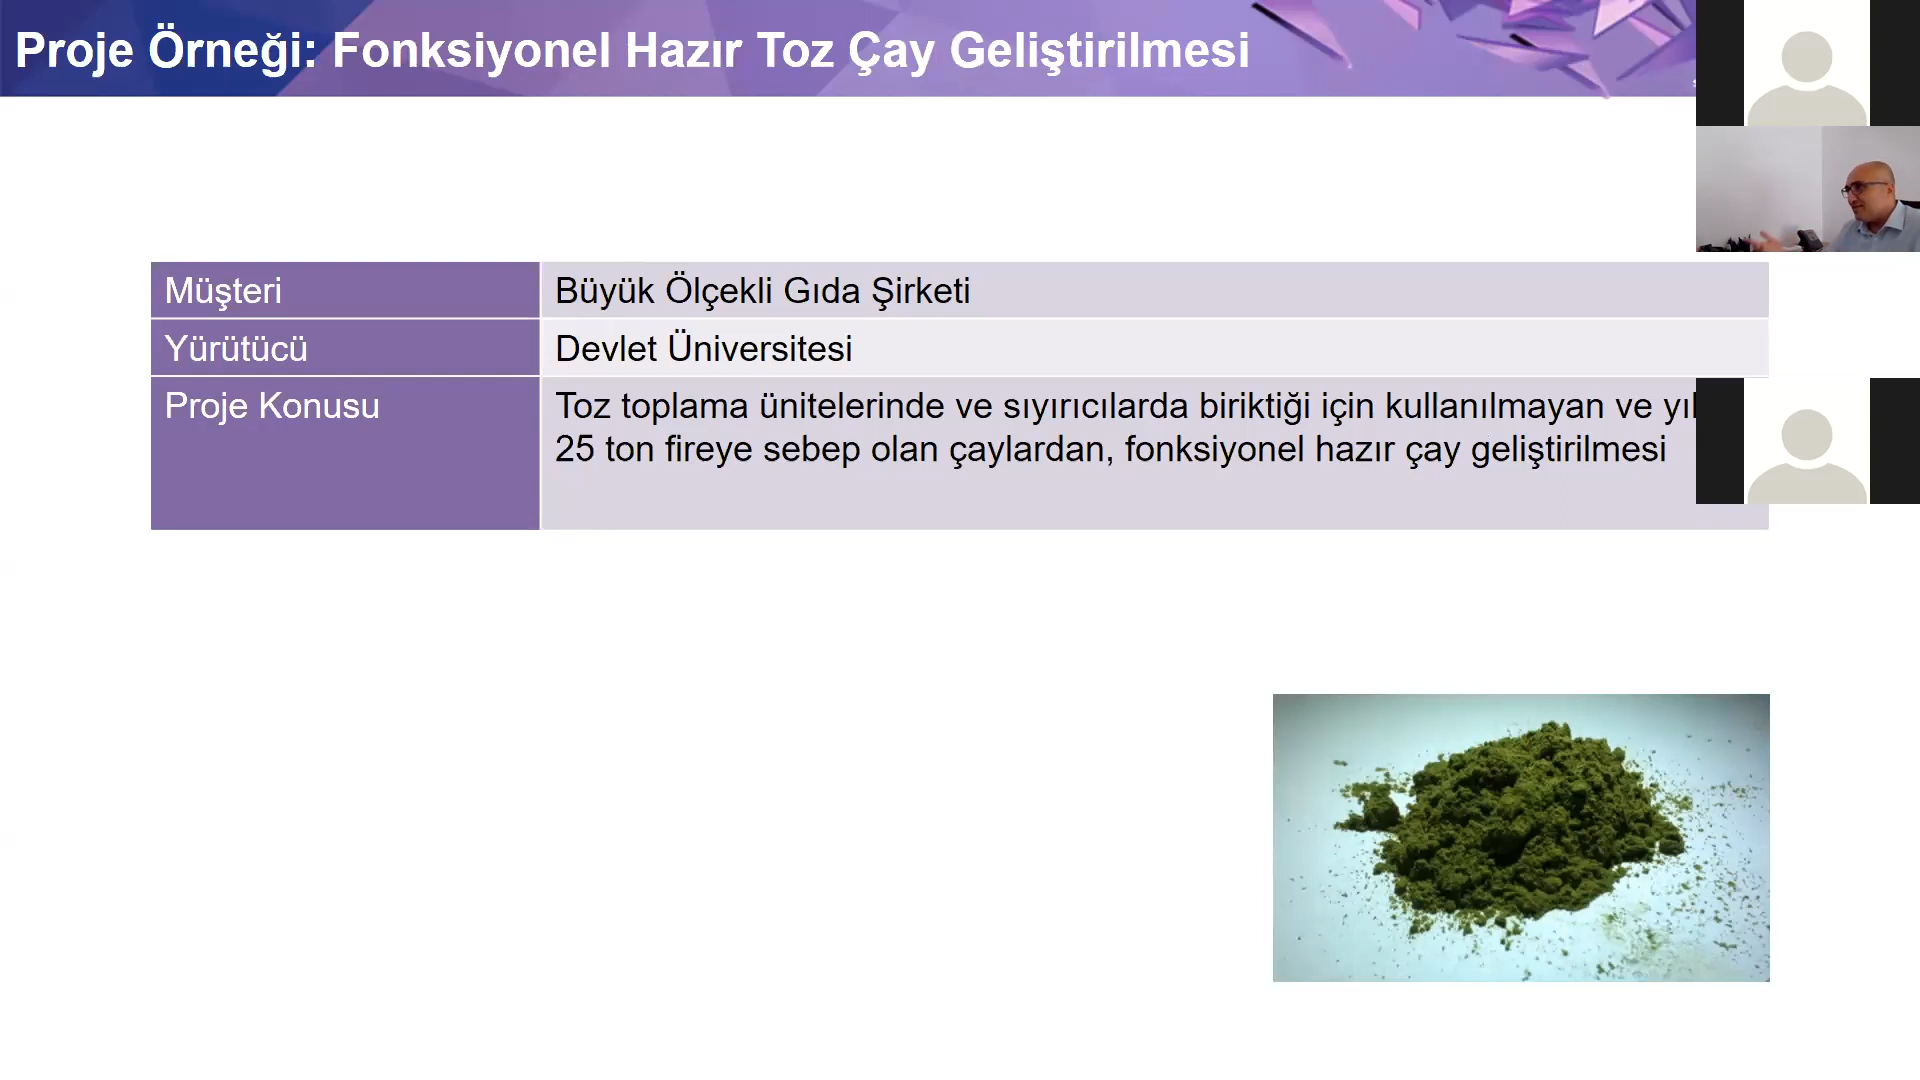 Proje Örneği: Fonksiyonel Hazır Toz Çay Geliştirilmesi
Müşteri
Büyük Ölçekli Gıda Şirketi
Yürütücü
Devlet Üniversitesi
Proje Konusu
Toz toplama ünitelerinde ve sıyırıcılarda biriktiği için kullanılmayan ve
25 ton fireye sebep olan çaylardan, fonksiyonel hazır çay geliştirilmesi